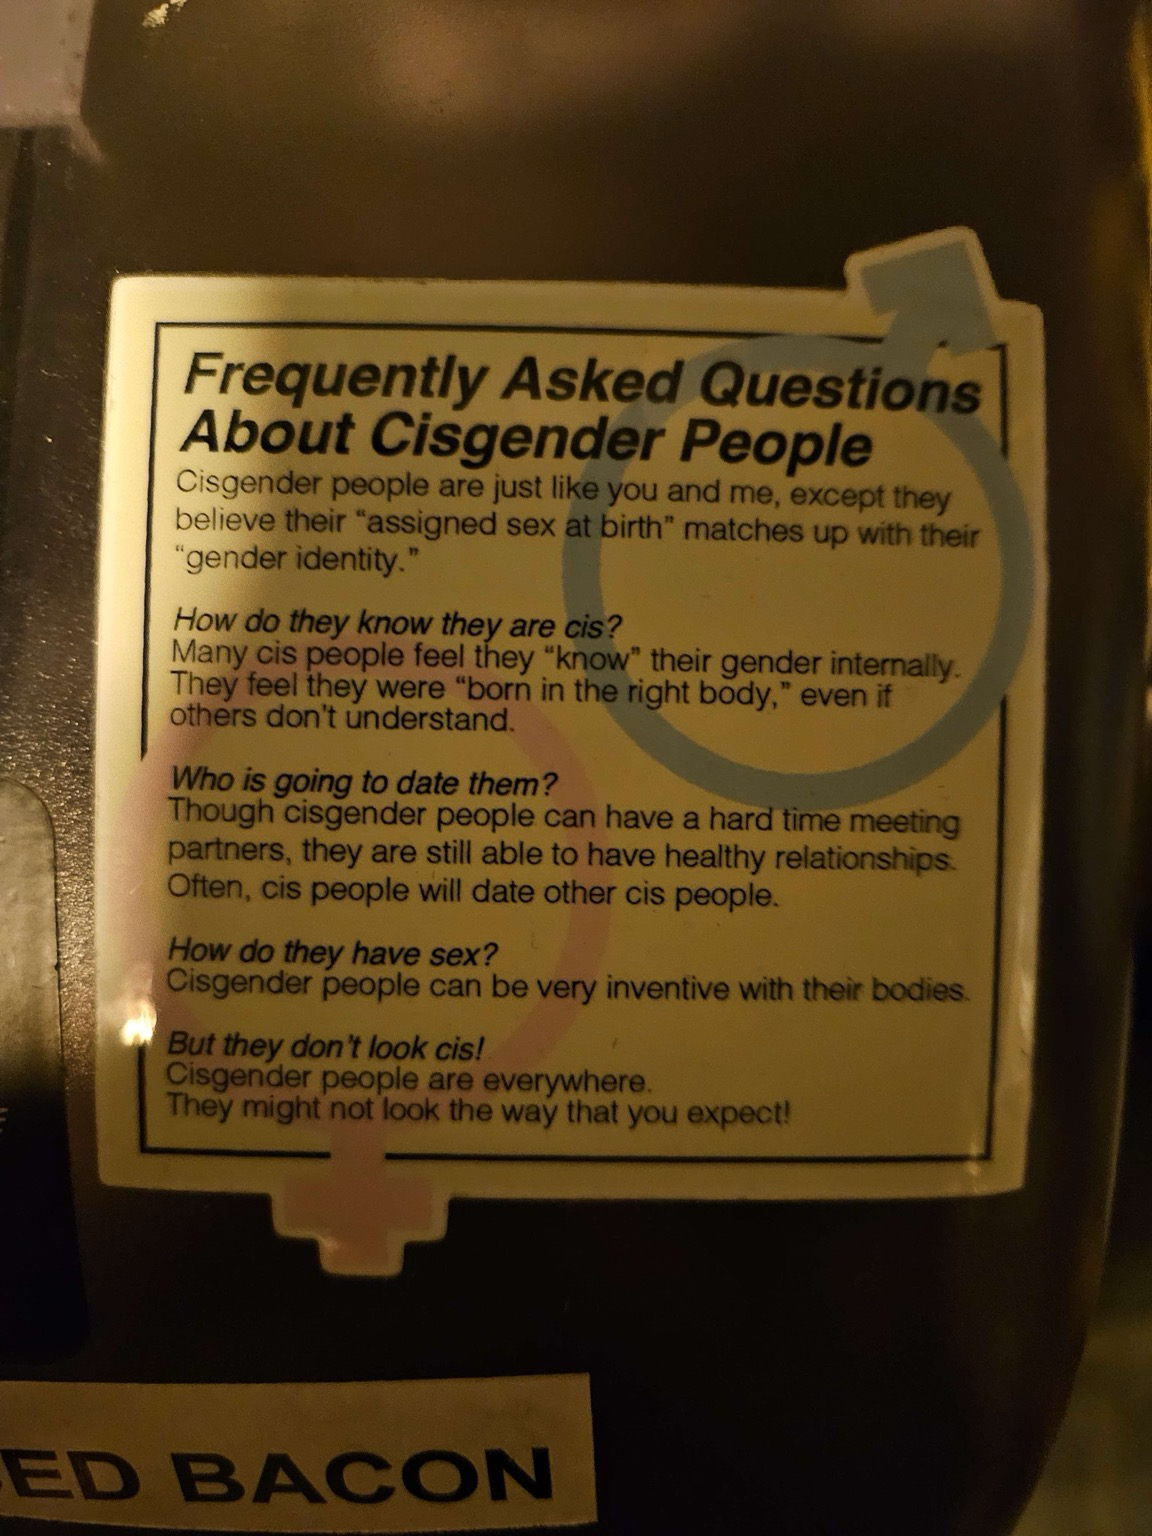 Frequently Asked Questions
About Cisgender People
Cisgender people are just like you and me, except they
believe their “assigned sex at birth” matches up with their
“gender identity.”
How do they know they are cis?
Many cis people feel they “know” their gender internally.
They feel they were “born in the right body,” even if
others don’t understand.
Who is going to date them?
Though cisgender people can have a hard time meeting
partners, they are still able to have healthy relationships.
Often, cis people will date other cis people.
How do they have sex?
Cisgender people can be very inventive with their bodies.
But they don’t look cis!
Cisgender people are everywhere.
They might not look the way that you expect!
BACON